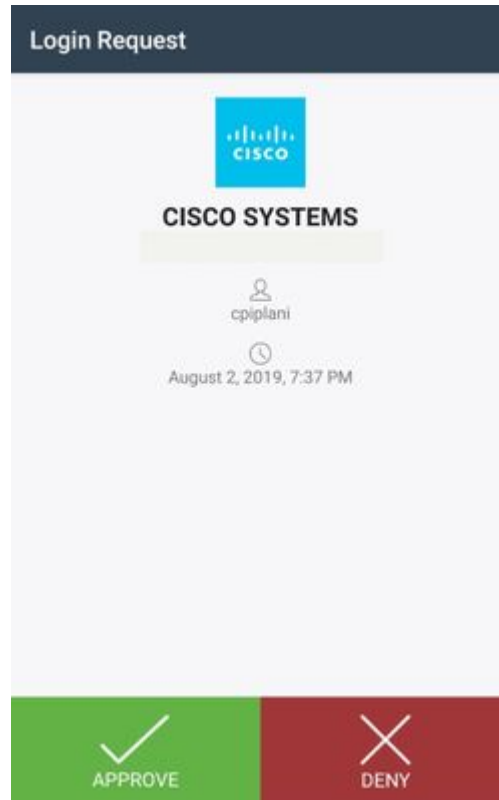 Login Request
CISCO
CISCO SYSTEMS
cpiplani
August 2, 2019, 7:37 PM
APPROVE
DENY